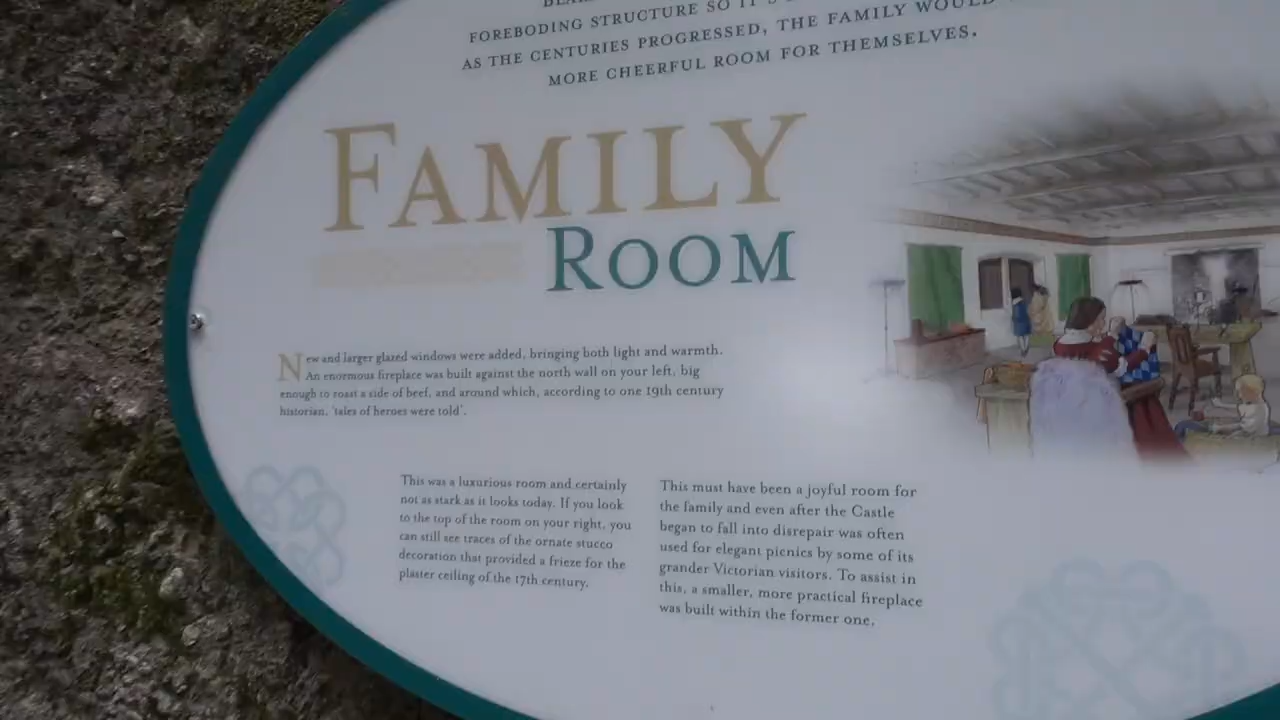 FOREBODING STRUCTURE SO IT'S
AS THE CENTURIES PROGRESSED, THE FAMILY WOULD
MORE CHEERFUL ROOM FOR THEMSELVES.
FAMILY
ROOM
New and larger glazed windows were added, bringing both light and warmth.
An enormous fireplace was built against the north wall on your left, big
enough to roast a side of beef, and around which, according to one 19th century
historian, 'tales of heroes were told'.
This was a luxurious room and certainly
not as stark as it looks today. If you look
to the top of the room on your right, you
can still see traces of the ornate stucco
decoration that provided a frieze for the
plaster ceiling of the 17th century.
This must have been a joyful room for
the family and even after the Castle
began to fall into disrepair was often
used for elegant picnics by some of its
grander Victorian visitors. To assist in
this, a smaller, more practical fireplace
was built within the former one.